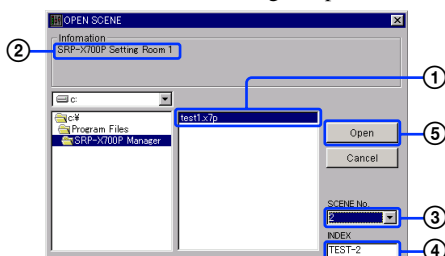 OPEN SCENE
Infomation
② SRP-X700P Setting Room 1
①
c:
c:¥
Program Files
SRP-X700P Manager
test1.x7p
Open ⑤
Cancel
SCENE No.
2 ③
INDEX
TEST-2 ④